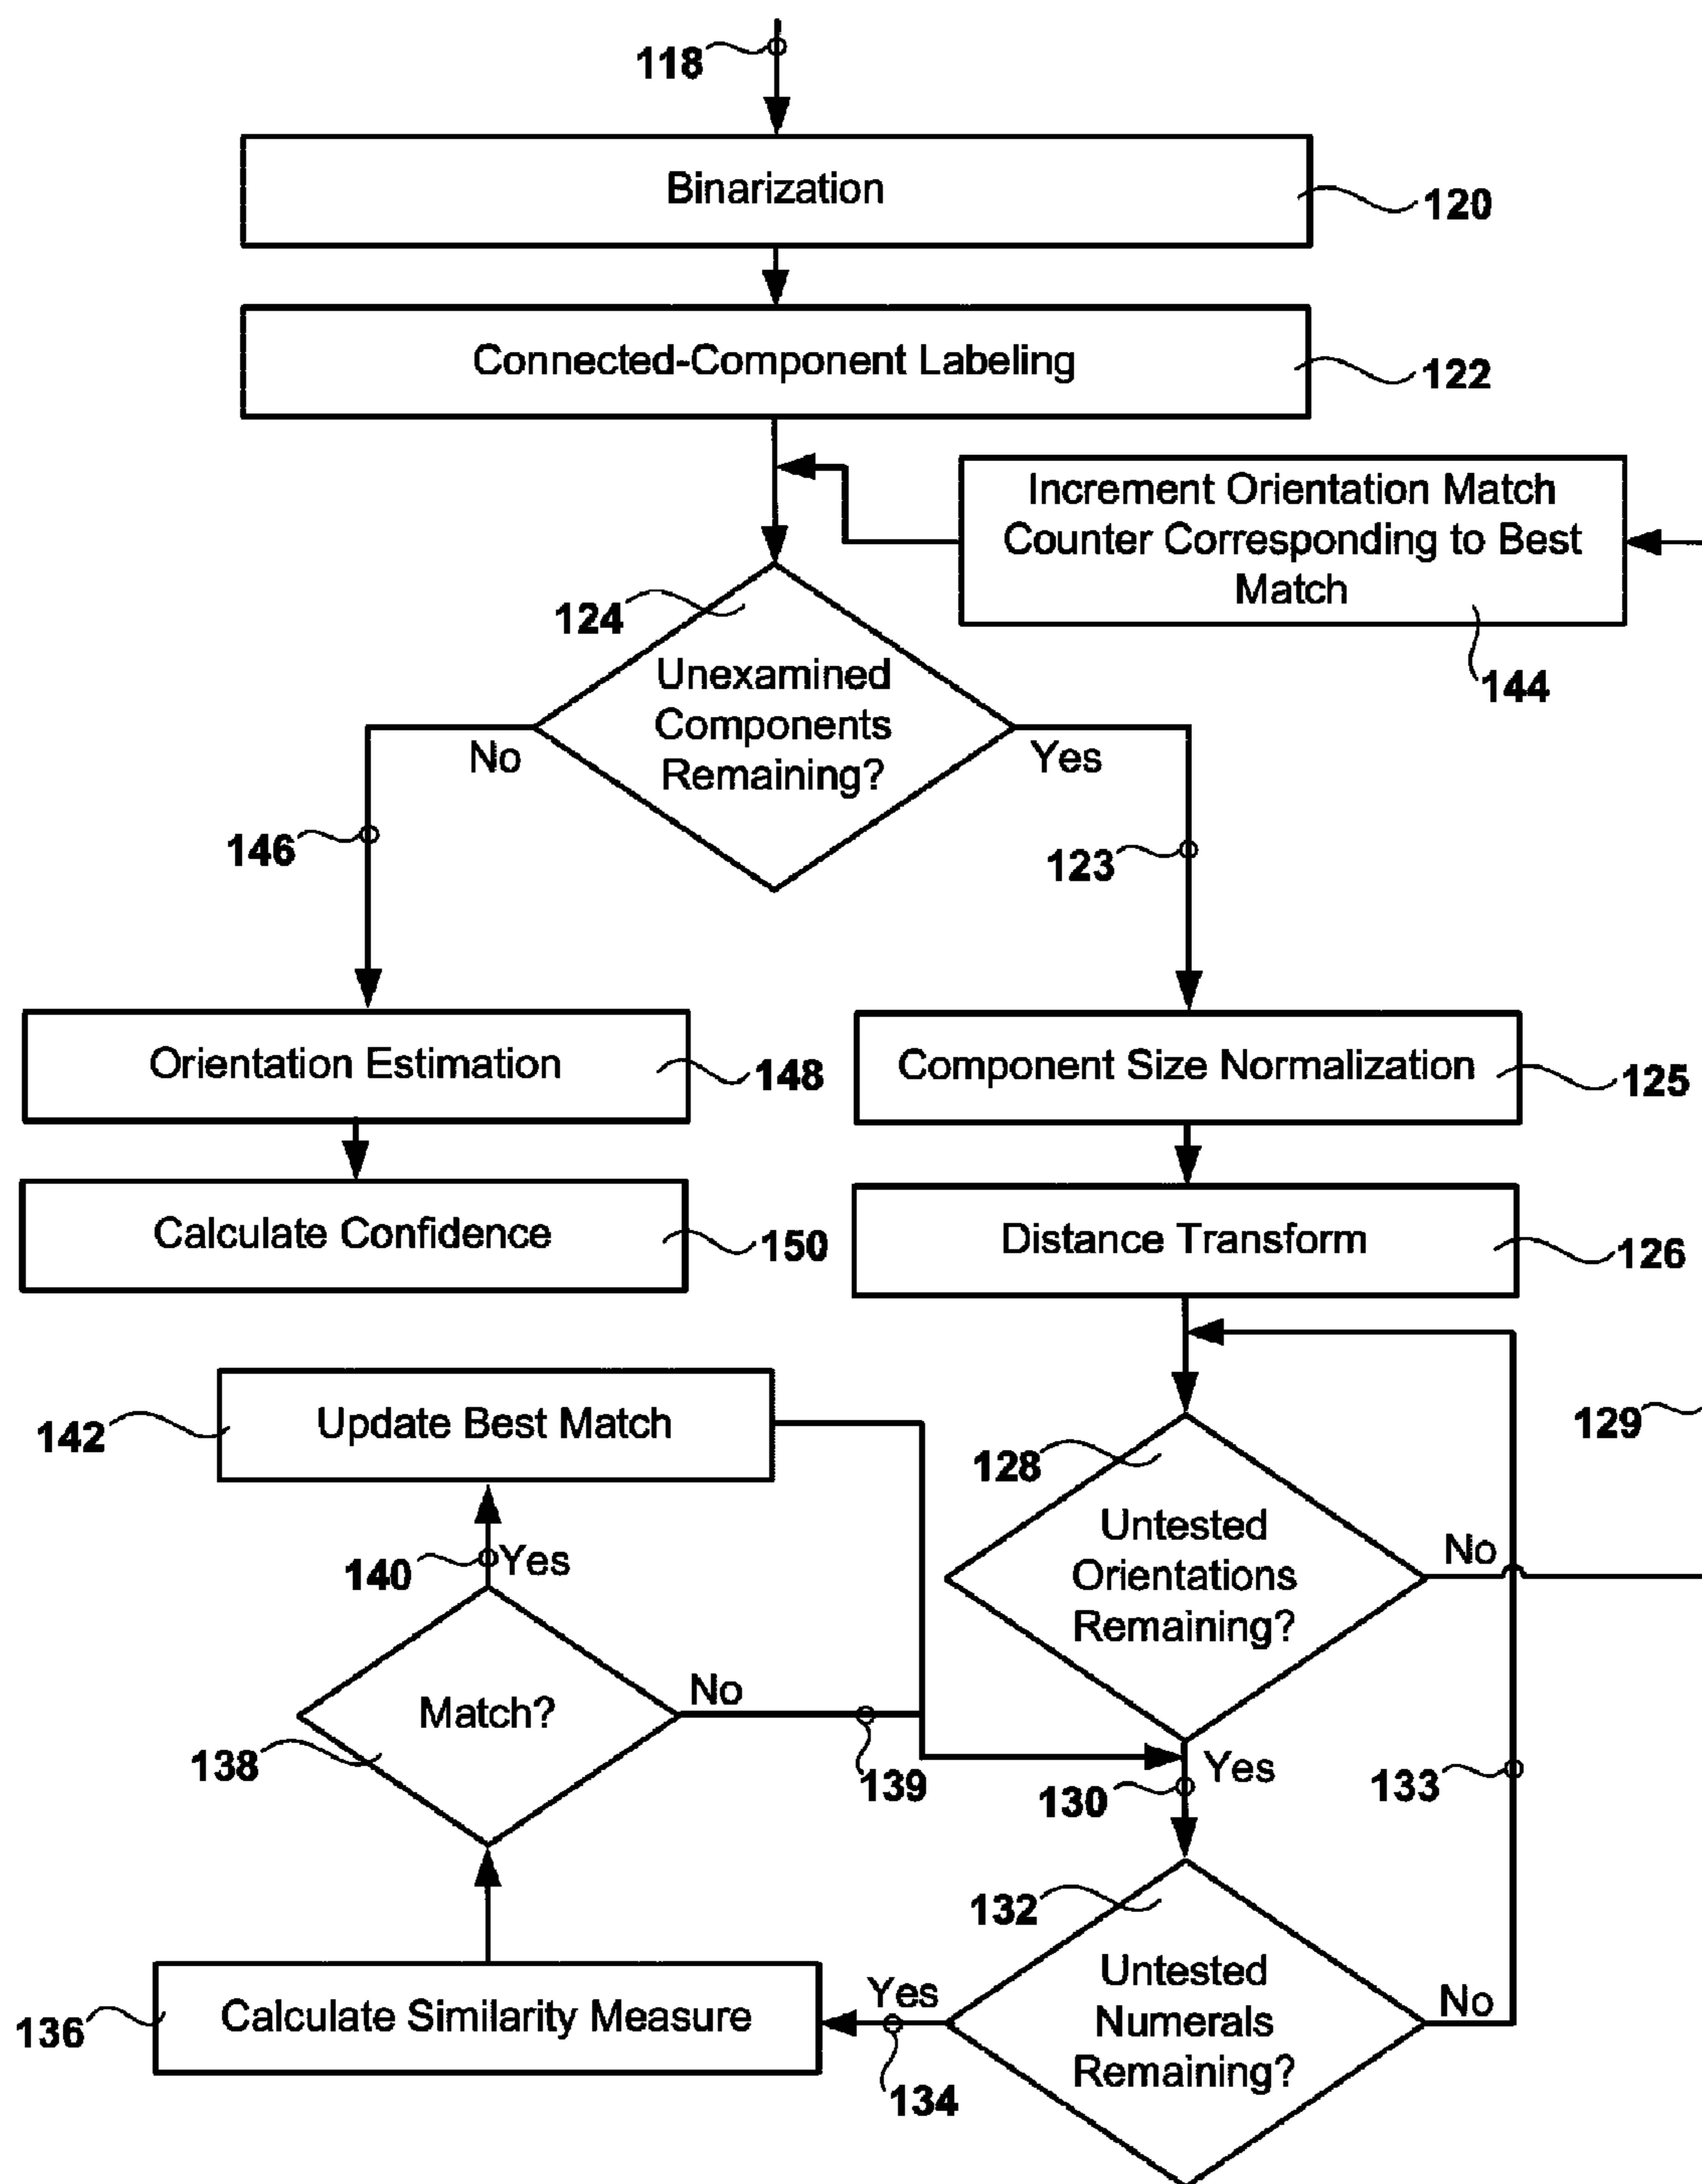 118
Binarization
120
Connected-Component Labeling
122
Increment Orientation Match
Counter Corresponding to Best
Match
144
124
Unexamined
Components
Remaining?
No
Yes
146
123
Orientation Estimation
148
Component Size Normalization
125
Calculate Confidence
150
Distance Transform
126
Update Best Match
142
129
128
Untested
Orientations
Remaining?
No
140
Yes
Match?
No
138
139
Yes
130
133
132
Untested
Numerals
Remaining?
No
Yes
Calculate Similarity Measure
136
134